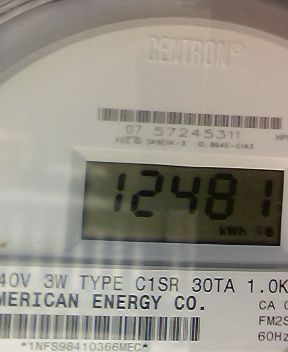 CENTRON®
07 57245311
12481
kWh
40V 3W TYPE C1SR 30TA 1.0K
MERICAN ENERGY CO.
CA
FM2S
60Hz
*1NFS98410366MEC*